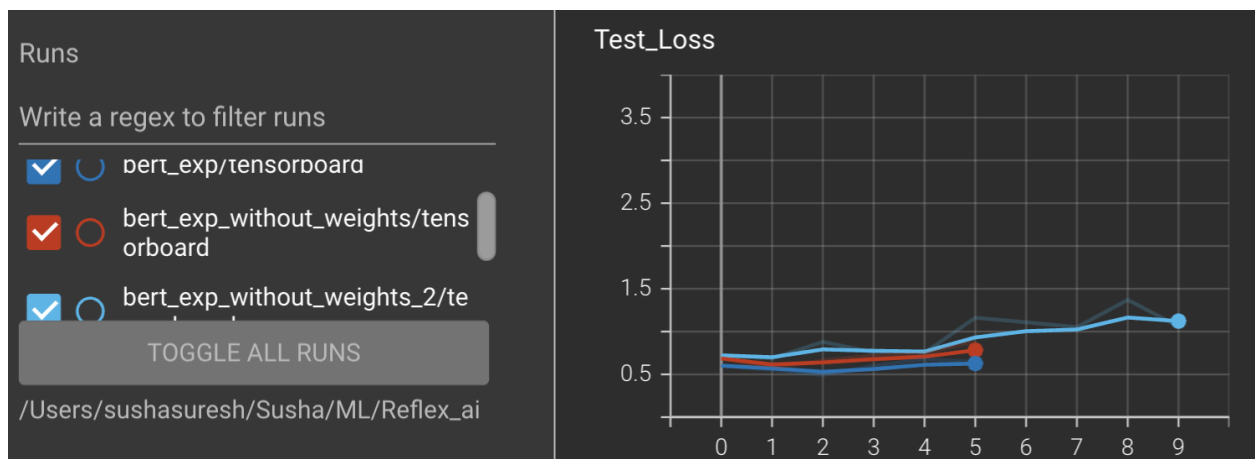 Runs
Write a regex to filter runs
bert_exp/tensorboard
bert_exp_without_weights/tens
orboard
bert_exp_without_weights_2/te
TOGGLE ALL RUNS
/Users/sushasuresh/Susha/ML/Reflex_ai
Test_Loss
3.5
2.5
1.5
0.5
0 1 2 3 4 5 6 7 8 9